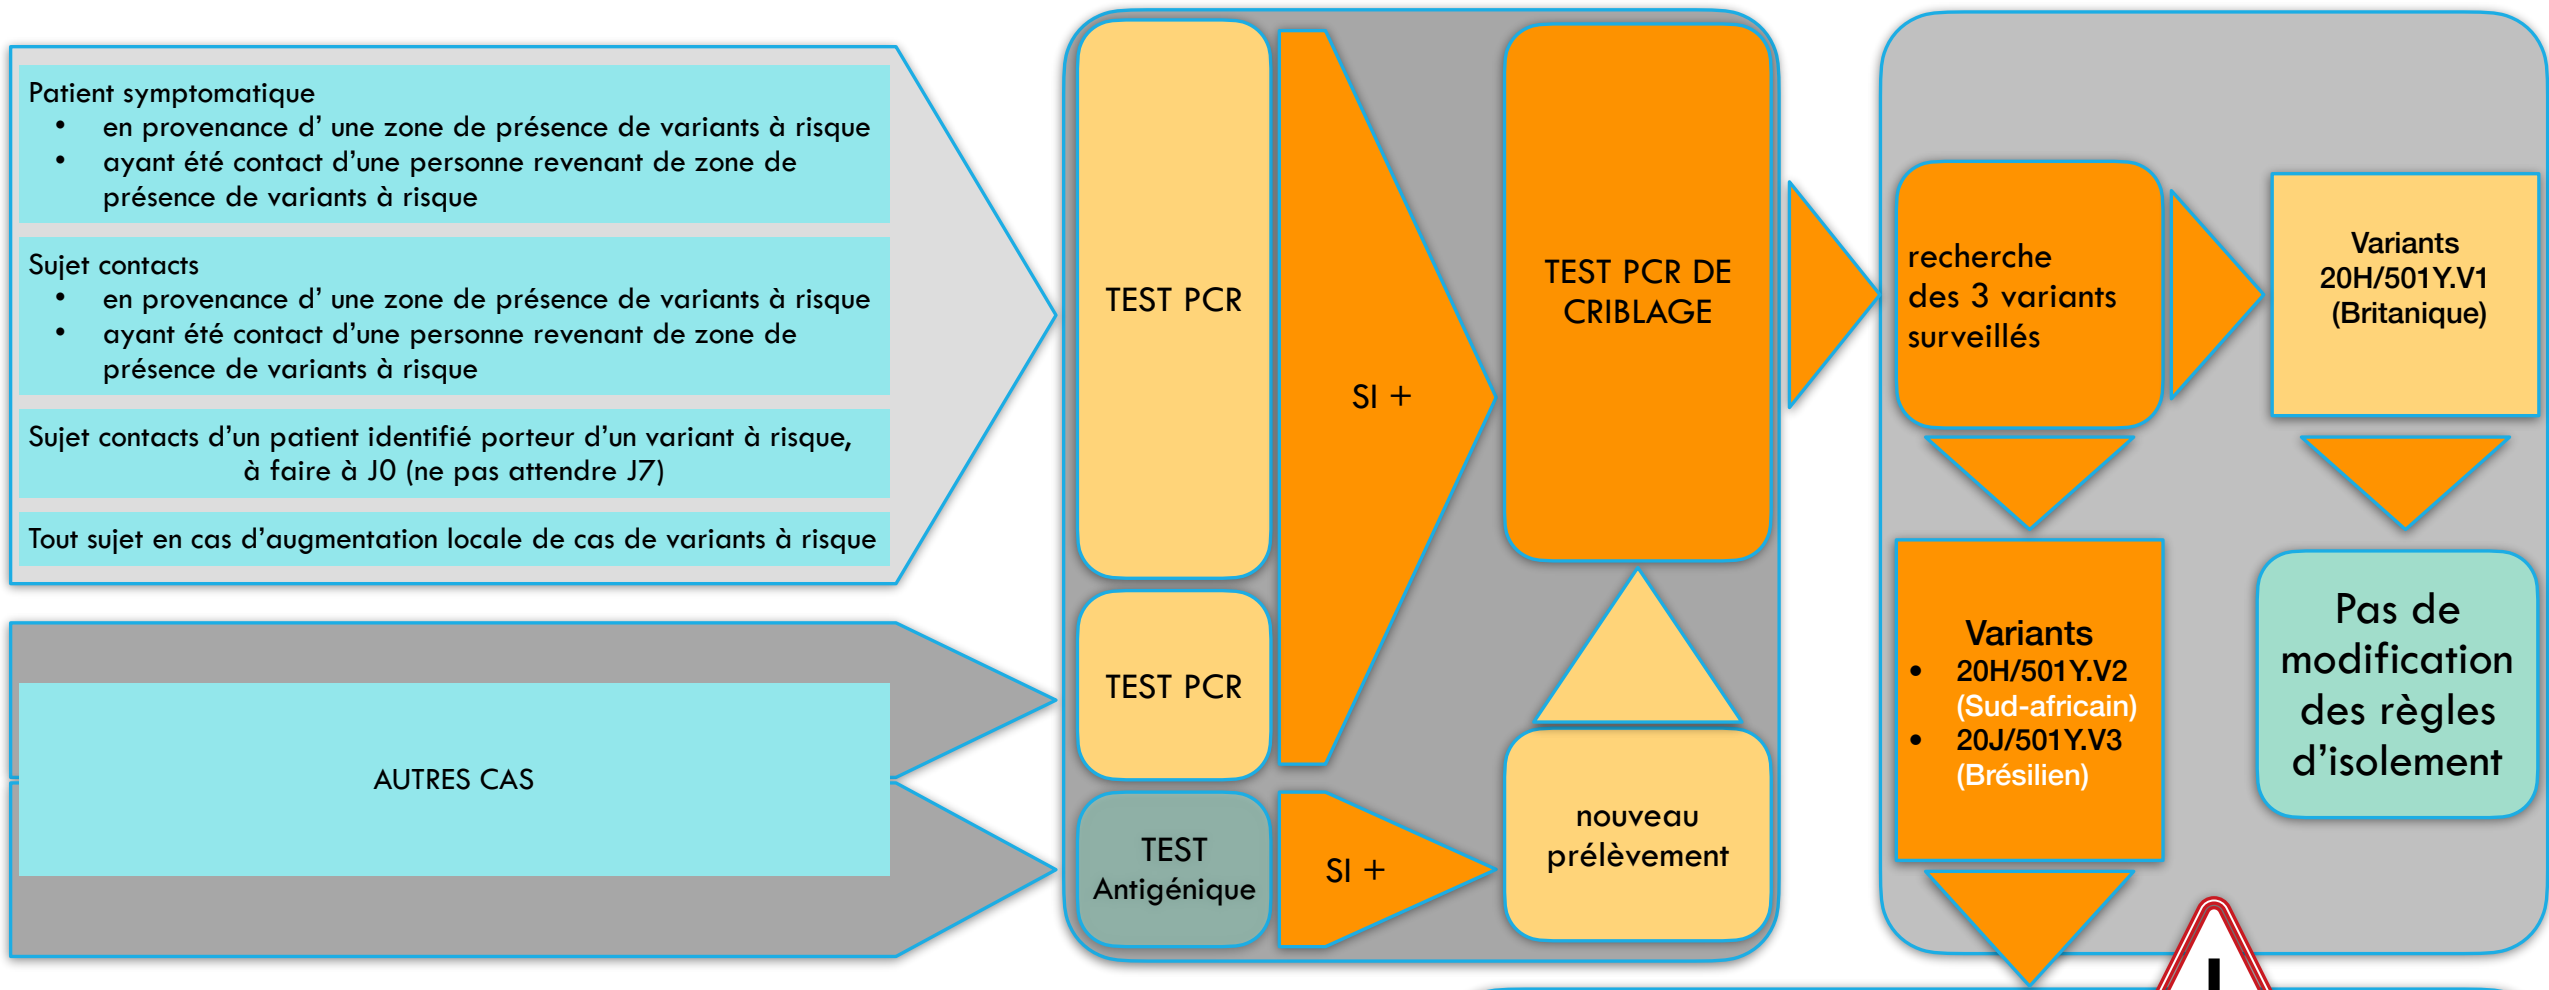 Patient symptomatique
• en provenance d' une zone de présence de variants à risque
• ayant été contact d'une personne revenant de zone de
présence de variants à risque
Sujet contacts
• en provenance d' une zone de présence de variants à risque
• ayant été contact d'une personne revenant de zone de
présence de variants à risque
Sujet contacts d'un patient identifié porteur d'un variant à risque,
à faire à J0 (ne pas attendre J7)
Tout sujet en cas d'augmentation locale de cas de variants à risque
AUTRES CAS
TEST PCR
TEST PCR
TEST
Antigénique
SI +
SI +
TEST PCR DE
CRIBLAGE
nouveau
prélèvement
recherche
des 3 variants
surveillés
Variants
20H/501Y.V1
(Britanique)
Variants
• 20H/501Y.V2
(Sud-africain)
• 20J/501Y.V3
(Brésilien)
Pas de
modification
des règles
d'isolement